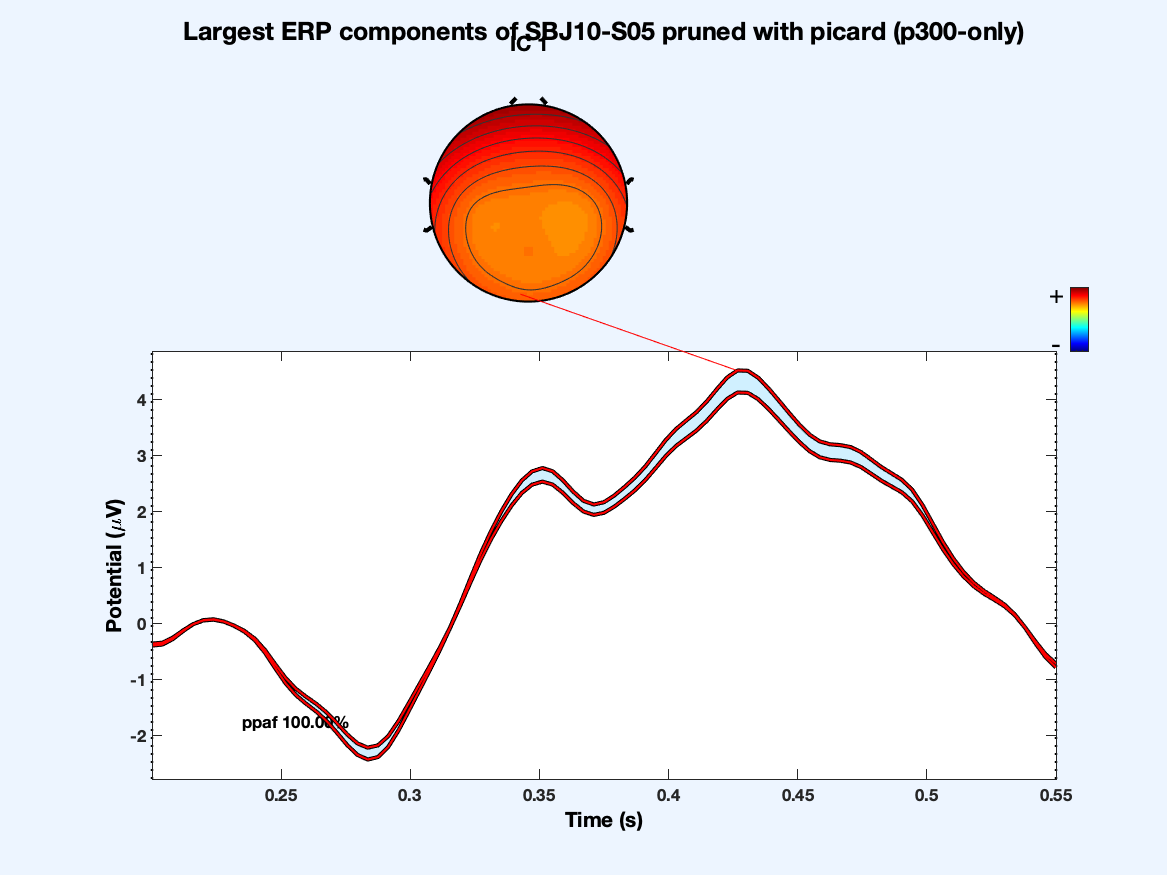 Largest ERP components of SBJ10-S05 pruned with picard (p300-only)
IC 1
+
-
4
3
2
1
0
-1
-2
Potential (μV)
ppaf 100.00%
0.25 0.3 0.35 0.4 0.45 0.5 0.55
Time (s)